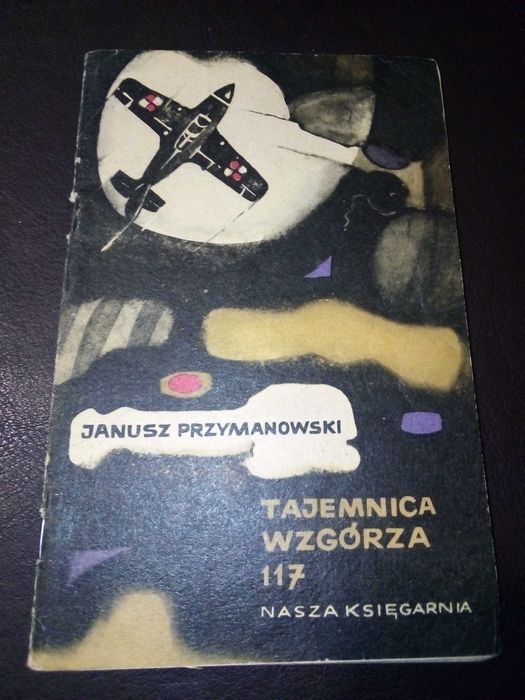 JANUSZ PRZYMANOWSKI
TAJEMNICA
WZGÓRZA
117
NASZA KSIĘGARNIA